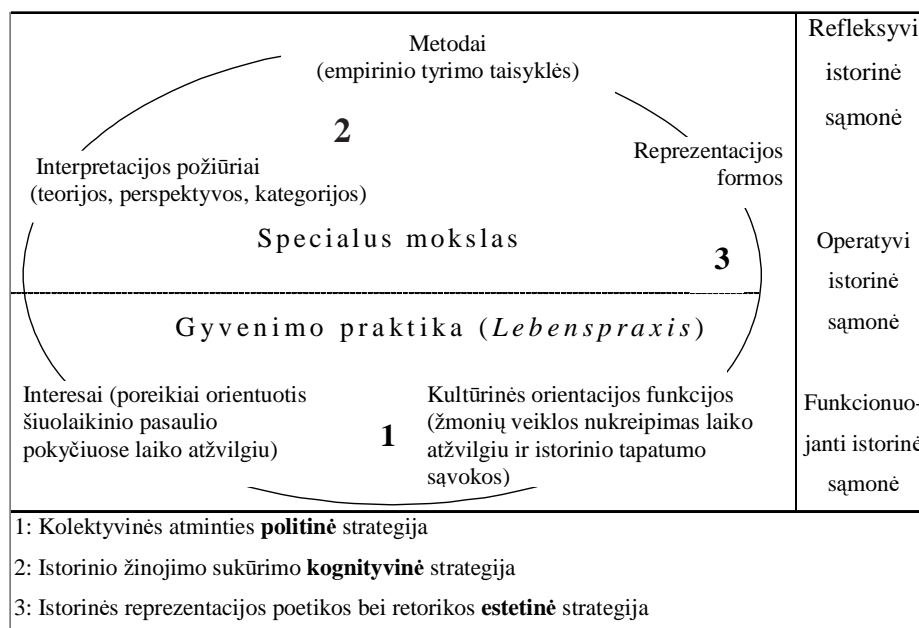 Metodai
(empirinio tyrimo taisyklės)
2
Interpretacijos požiūriai
(teorijos, perspektyvos, kategorijos)
Reprezentacijos
formos
Specialus mokslas
3
Gyvenimo praktika (Lebenspraxis)
Interesai (poreikiai orientuotis
šiuolaikinio pasaulio
pokyčiuose laiko atžvilgiu)
1
Kultūrinės orientacijos funkcijos
(žmonių veiklos nukreipimas laiko
atžvilgiu ir istorinio tapatumo
sąvokos)
Refleksyvi
istorinė
sąmonė
Operatyvi
istorinė
sąmonė
Funkcionuo-
janti istorinė
sąmonė
1: Kolektyvinės atminties politinė strategija
2: Istorinio žinojimo sukūrimo kognityvinė strategija
3: Istorinės reprezentacijos poetikos bei retorikos estetinė strategija